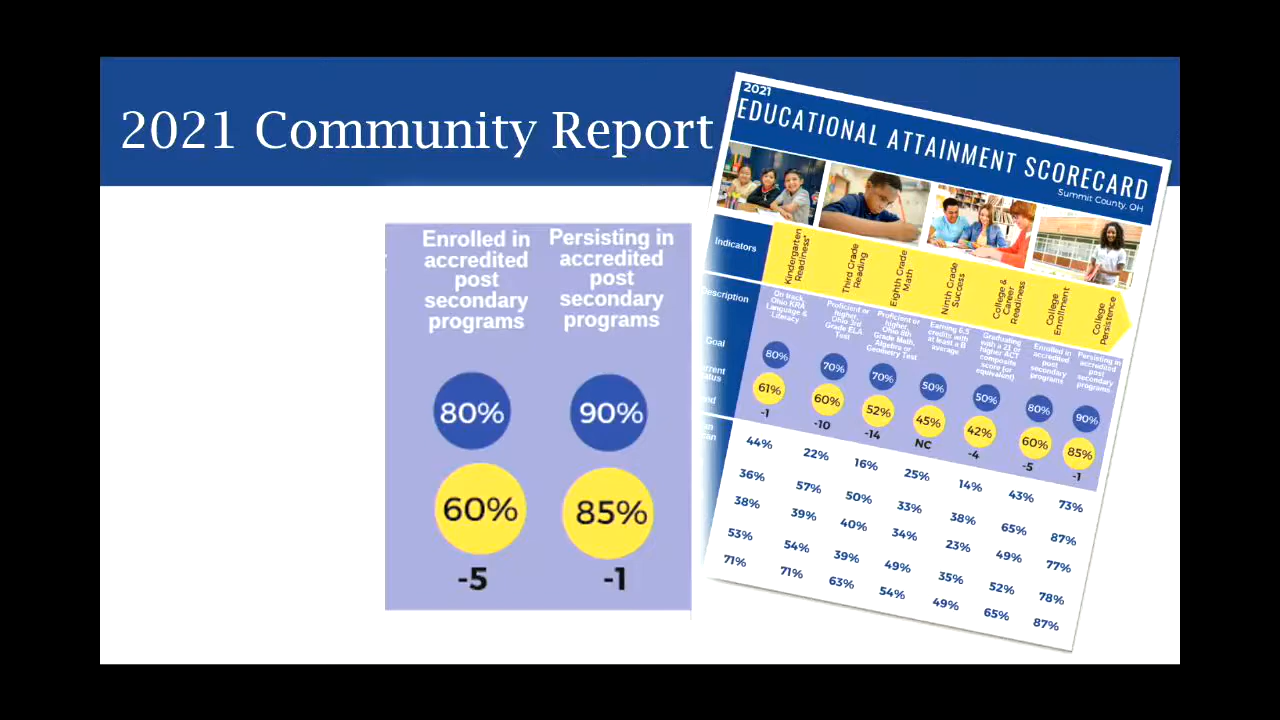 2021 Community Report
Enrolled in
accredited
post
secondary
programs
80%
60%
-5
Persisting in
accredited
post
secondary
programs
90%
85%
-1
2021
EDUCATIONAL ATTAINMENT SCORECARD
Summit County, OH
Indicators
Kindergarten
Readiness*
Third Grade
Reading
Eighth Grade
Math
Ninth Grade
Success
College &
Career
Readiness
College
Enrollment
College
Persistence
Description
On track,
Ohio KRA
Language &
Literacy
Proficient or
higher,
Ohio 3rd
Grade ELA
Test
Proficient or
higher,
Ohio 8th
Grade Math,
Algebra or
Geometry Test
Earning 6.5
credits with
at least a B
average
Graduating
with a 21 or
higher ACT
composite
score (or
equivalent)
Enrolled in
accredited
post
secondary
programs
Persisting in
accredited
post
secondary
programs
Goal
80% 70% 70% 50% 50% 80% 90%
61% 60% 52% 45% 42% 60% 85%
-1 -10 -14 NC -4 -5 -1
44% 22% 16% 25% 14% 43% 73%
36% 57% 50% 33% 38% 65% 87%
38% 39% 40% 34% 23% 49% 77%
53% 54% 39% 49% 35% 52% 78%
71% 71% 63% 54% 49% 65% 87%